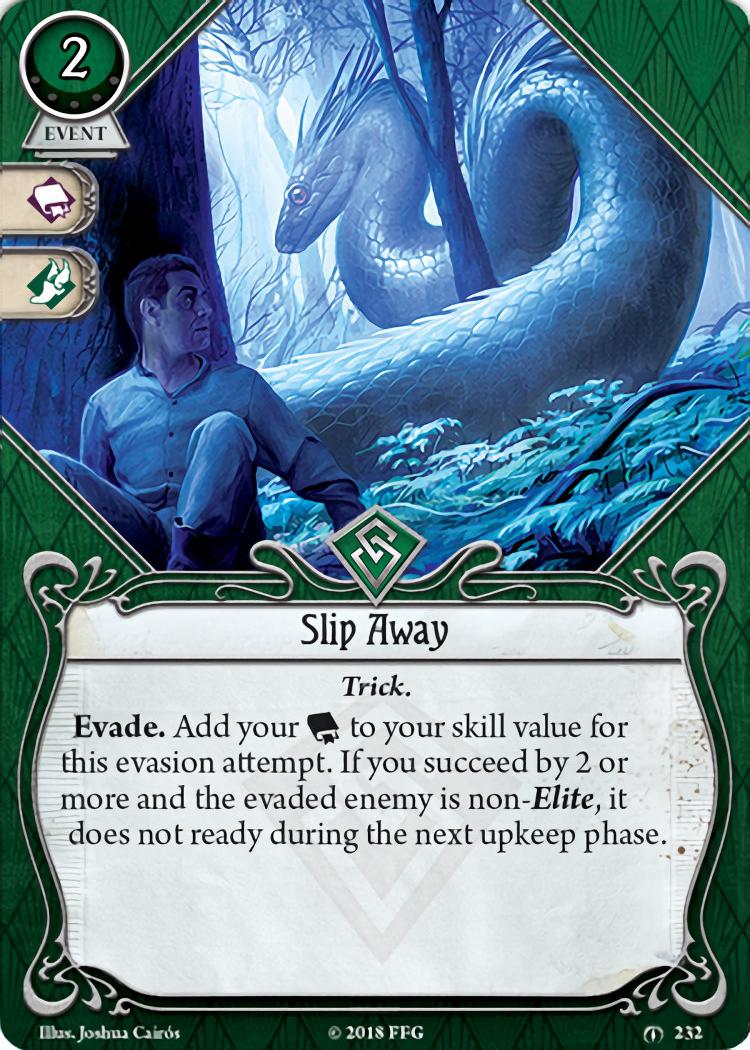 2
EVENT
Slip Away
Trick.
Evade. Add your to your skill value for
this evasion attempt. If you succeed by 2 or
more and the evaded enemy is non-Elite, it
does not ready during the next upkeep phase.
Illus. Joshua Cairós
© 2018 FFG
232